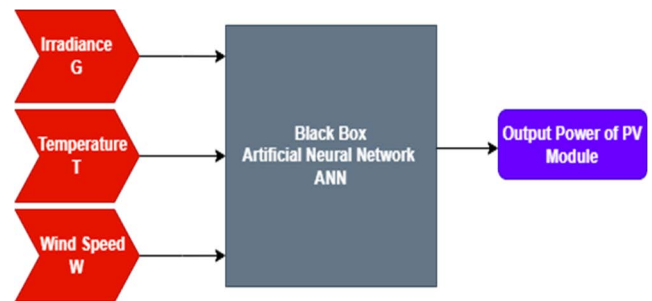 Irradiance
G
Temperature
T
Wind Speed
W
Black Box
Artificial Neural Network
ANN
Output Power of PV
Module